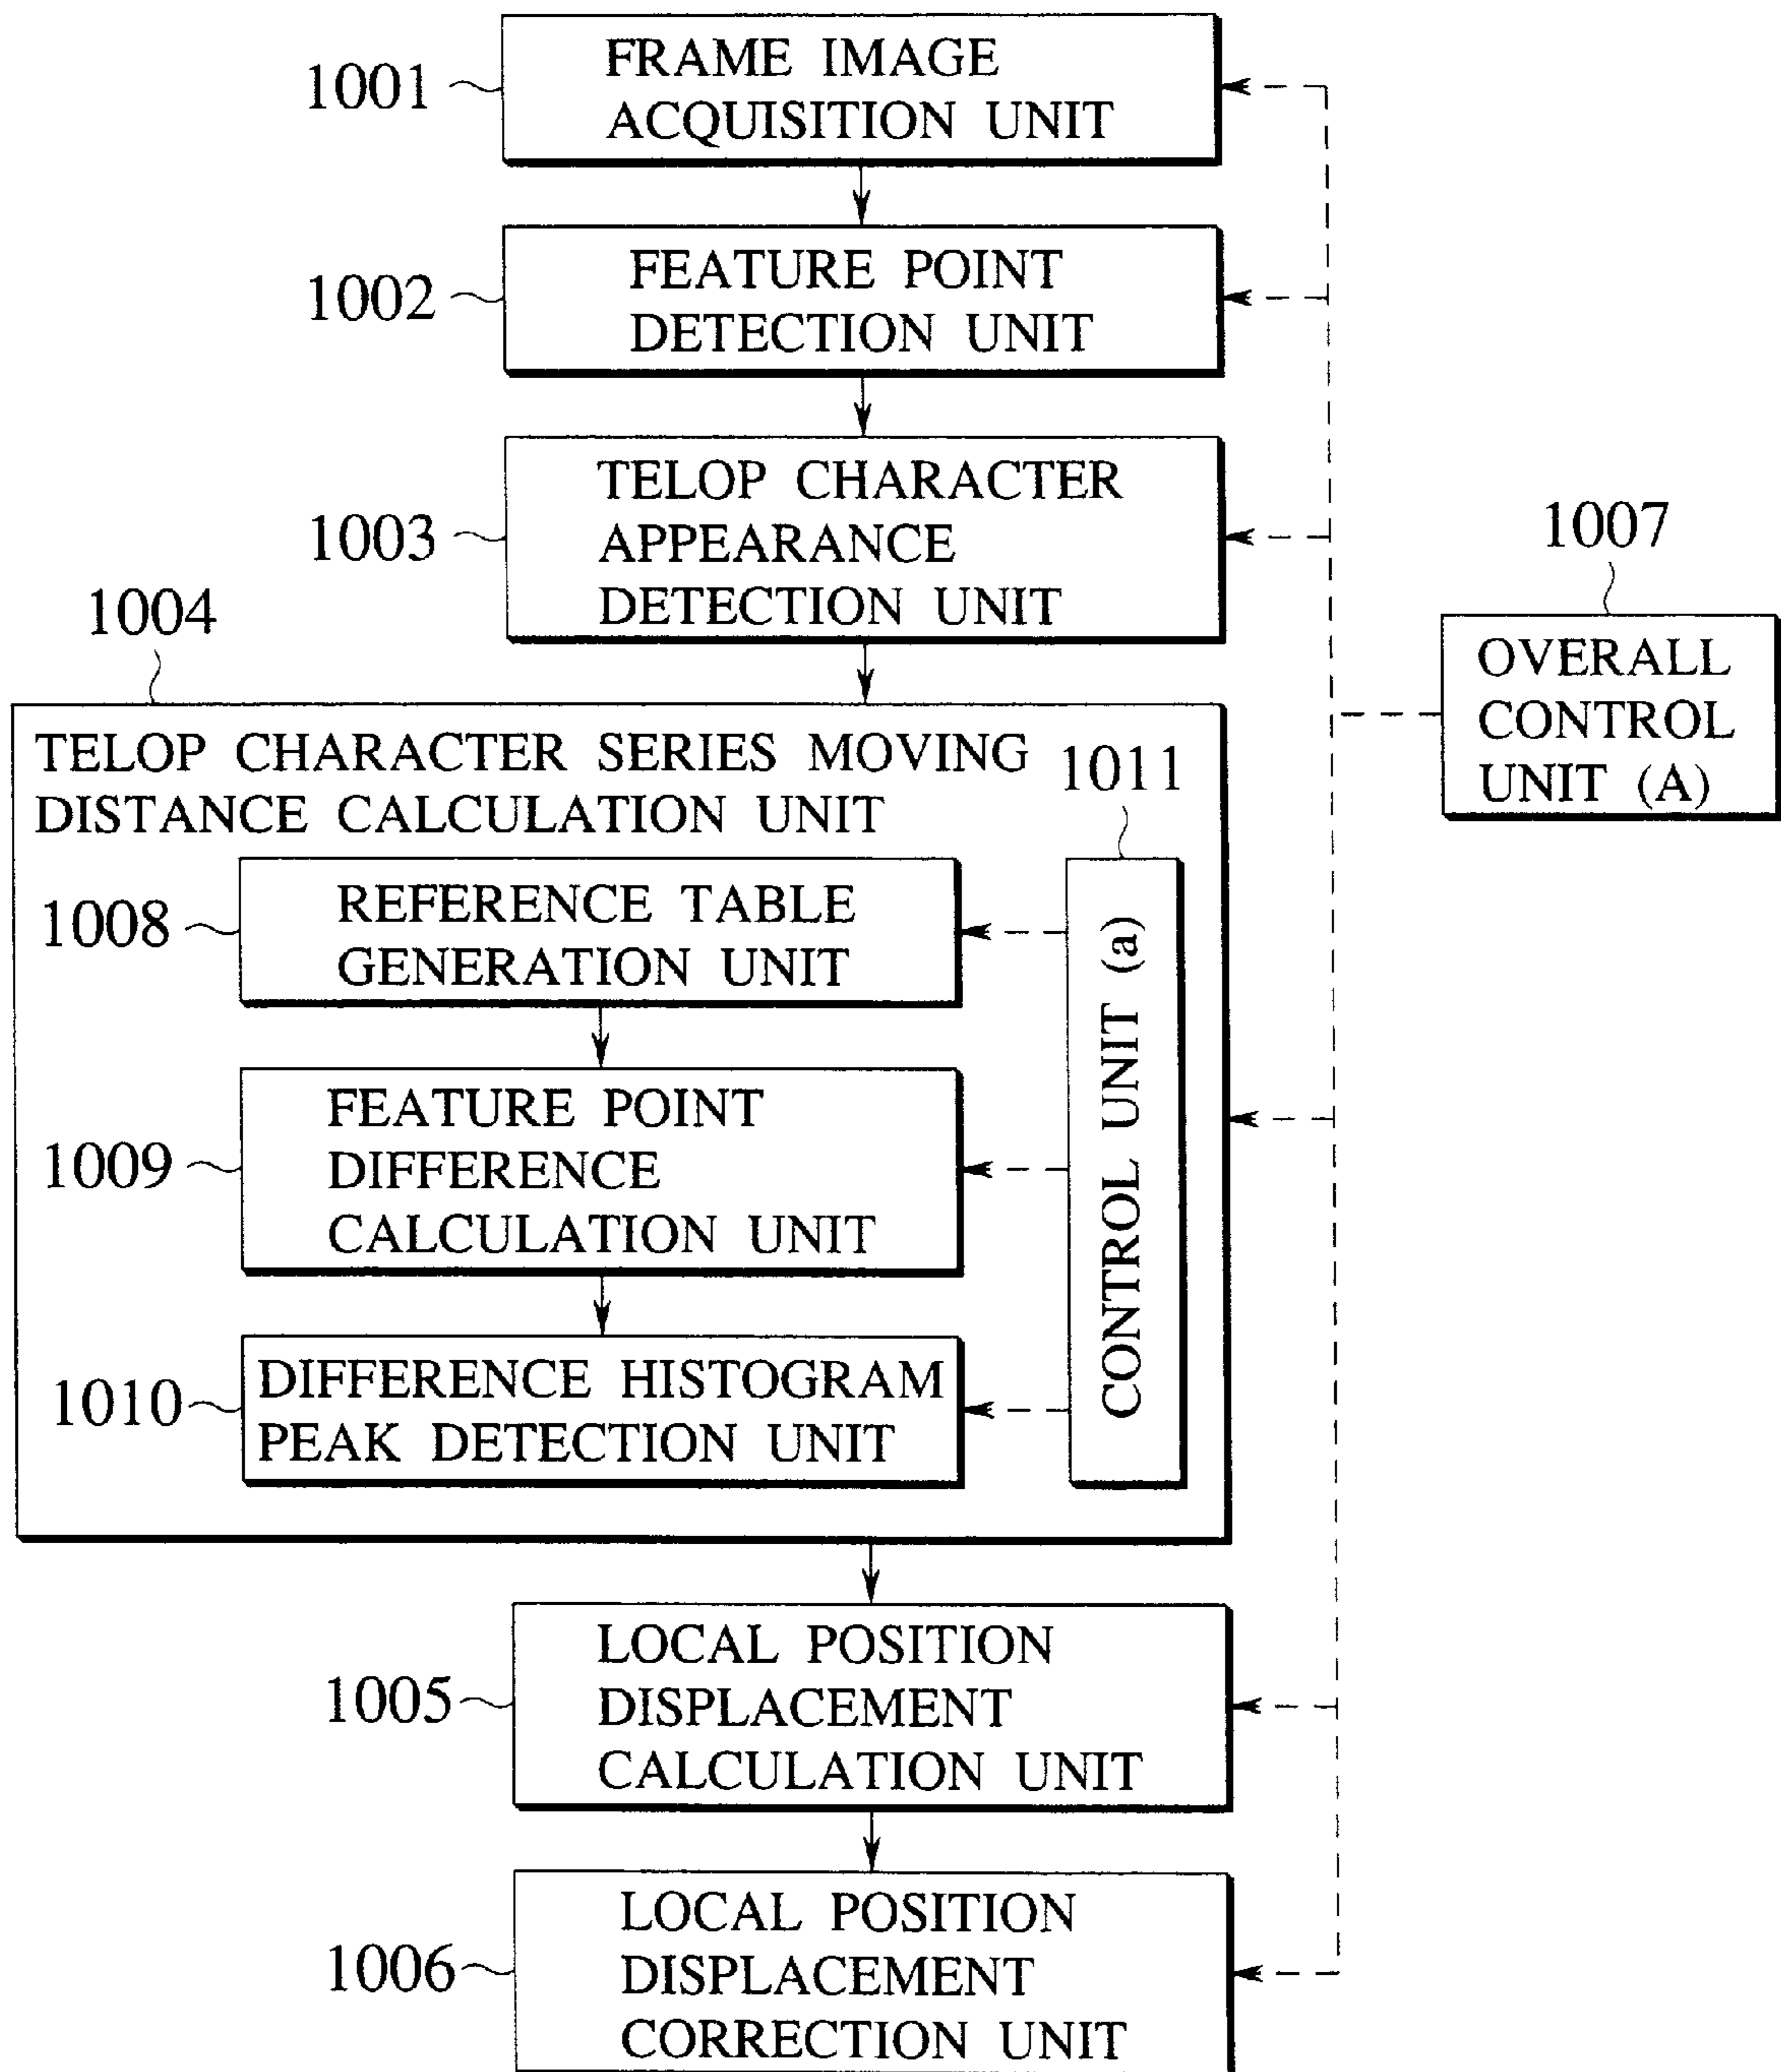 1001
FRAME IMAGE
ACQUISITION UNIT
1002
FEATURE POINT
DETECTION UNIT
1003
TELOP CHARACTER
APPEARANCE
DETECTION UNIT
1007
OVERALL
CONTROL
UNIT (A)
1004
TELOP CHARACTER SERIES MOVING
DISTANCE CALCULATION UNIT
1011
CONTROL UNIT (a)
1008
REFERENCE TABLE
GENERATION UNIT
1009
FEATURE POINT
DIFFERENCE
CALCULATION UNIT
1010
DIFFERENCE HISTOGRAM
PEAK DETECTION UNIT
1005
LOCAL POSITION
DISPLACEMENT
CALCULATION UNIT
1006
LOCAL POSITION
DISPLACEMENT
CORRECTION UNIT